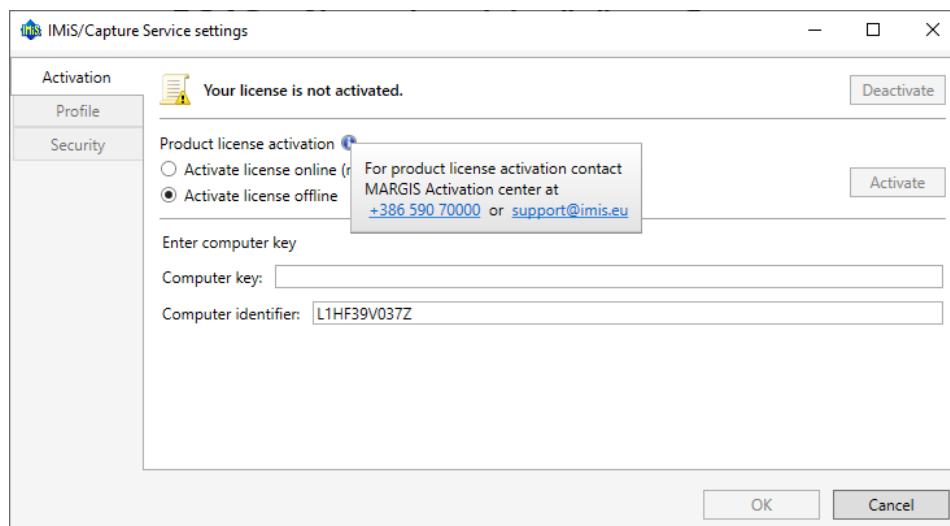 IMiS/Capture Service settings
Activation
Profile
Security
Your license is not activated.
Deactivate
Product license activation
Activate license online (r
Activate license offline
Activate
For product license activation contact
MARGIS Activation center at
+386 590 70000 or support@imis.eu
Enter computer key
Computer key:
Computer identifier: L1HF39V037Z
OK
Cancel